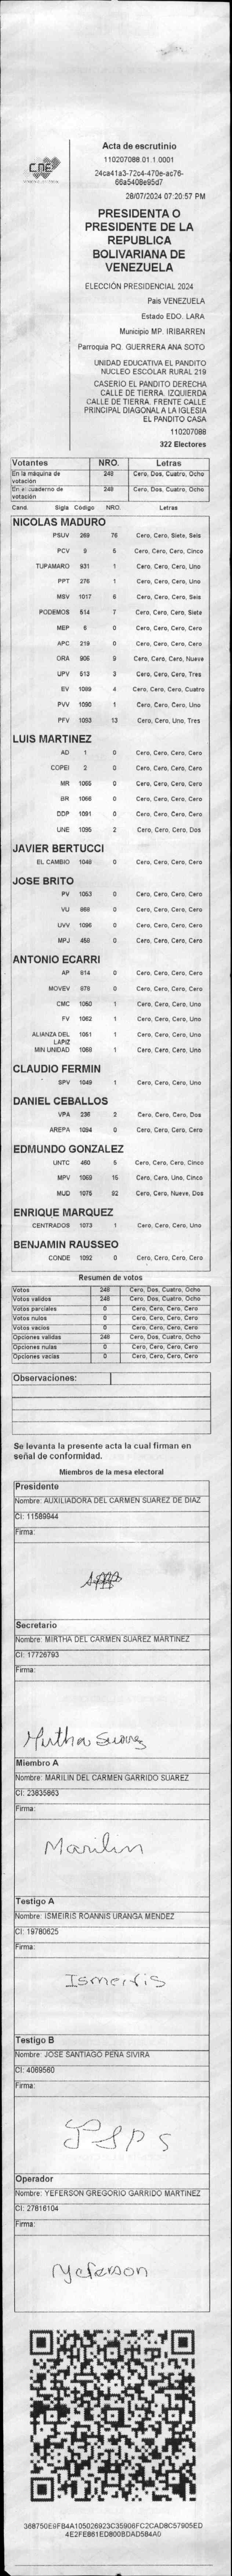 CNE
Acta de escrutinio
110207088.01.1.0001
24ca41a3-72c4-470e-ac76-
66a5408e95d7
28/07/2024 07:20:57 PM
PRESIDENTA O
PRESIDENTE DE LA
REPUBLICA
BOLIVARIANA DE
VENEZUELA
ELECCIÓN PRESIDENCIAL 2024
País VENEZUELA
Estado EDO. LARA
Municipio MP. IRIBARREN
Parroquia PQ. GUERRERA ANA SOTO
UNIDAD EDUCATIVA EL PANDITO
NUCLEO ESCOLAR RURAL 219
CASERIO EL PANDITO DERECHA
CALLE DE TIERRA. IZQUIERDA
CALLE DE TIERRA. FRENTE CALLE
PRINCIPAL DIAGONAL A LA IGLESIA
EL PANDITO CASA
110207088
322 Electores
Votantes NRO. Letras
En la máquina de votación 248 Cero, Dos, Cuatro, Ocho
En el cuaderno de votación 248 Cero, Dos, Cuatro, Ocho
Cand. Sigla Código NRO. Letras
NICOLAS MADURO
PSUV 269 76 Cero, Cero, Siete, Seis
PCV 9 5 Cero, Cero, Cero, Cinco
TUPAMARO 931 1 Cero, Cero, Cero, Uno
PPT 276 1 Cero, Cero, Cero, Uno
MSV 1017 6 Cero, Cero, Cero, Seis
PODEMOS 514 7 Cero, Cero, Cero, Siete
MEP 6 0 Cero, Cero, Cero, Cero
APC 219 0 Cero, Cero, Cero, Cero
ORA 906 9 Cero, Cero, Cero, Nueve
UPV 513 3 Cero, Cero, Cero, Tres
EV 1089 4 Cero, Cero, Cero, Cuatro
PVV 1090 1 Cero, Cero, Cero, Uno
PFV 1093 13 Cero, Cero, Uno, Tres
LUIS MARTINEZ
AD 1 0 Cero, Cero, Cero, Cero
COPEI 2 0 Cero, Cero, Cero, Cero
MR 1065 0 Cero, Cero, Cero, Cero
BR 1066 0 Cero, Cero, Cero, Cero
DDP 1091 0 Cero, Cero, Cero, Cero
UNE 1095 2 Cero, Cero, Cero, Dos
JAVIER BERTUCCI
EL CAMBIO 1048 0 Cero, Cero, Cero, Cero
JOSE BRITO
PV 1053 0 Cero, Cero, Cero, Cero
VU 868 0 Cero, Cero, Cero, Cero
UVV 1096 0 Cero, Cero, Cero, Cero
MPJ 458 0 Cero, Cero, Cero, Cero
ANTONIO ECARRI
AP 814 0 Cero, Cero, Cero, Cero
MOVEV 878 0 Cero, Cero, Cero, Cero
CMC 1060 1 Cero, Cero, Cero, Uno
FV 1062 1 Cero, Cero, Cero, Uno
ALIANZA DEL LAPIZ 1051 1 Cero, Cero, Cero, Uno
MIN UNIDAD 1069 1 Cero, Cero, Cero, Uno
CLAUDIO FERMIN
SPV 1049 1 Cero, Cero, Cero, Uno
DANIEL CEBALLOS
VPA 236 2 Cero, Cero, Cero, Dos
AREPA 1094 0 Cero, Cero, Cero, Cero
EDMUNDO GONZALEZ
UNTC 460 5 Cero, Cero, Cero, Cinco
MPV 1069 15 Cero, Cero, Uno, Cinco
MUD 1075 92 Cero, Cero, Nueve, Dos
ENRIQUE MARQUEZ
CENTRADOS 1073 1 Cero, Cero, Cero, Uno
BENJAMIN RAUSSEO
CONDE 1092 0 Cero, Cero, Cero, Cero
Resumen de votos
Votos 248 Cero, Dos, Cuatro, Ocho
Votos validos 248 Cero, Dos, Cuatro, Ocho
Votos parciales 0 Cero, Cero, Cero, Cero
Votos nulos 0 Cero, Cero, Cero, Cero
Votos vacios 0 Cero, Cero, Cero, Cero
Opciones validas 248 Cero, Dos, Cuatro, Ocho
Opciones nulas 0 Cero, Cero, Cero, Cero
Opciones vacias 0 Cero, Cero, Cero, Cero
Observaciones:
Se levanta la presente acta la cual firman en
señal de conformidad.
Miembros de la mesa electoral
Presidente
Nombre: AUXILIADORA DEL CARMEN SUAREZ DE DIAZ
CI: 11589944
Firma:
Secretario
Nombre: MIRTHA DEL CARMEN SUAREZ MARTINEZ
CI: 17726793
Firma:
Mirtha Suarez
Miembro A
Nombre: MARILIN DEL CARMEN GARRIDO SUAREZ
CI: 23835863
Firma:
Marilin
Testigo A
Nombre: ISMEIRIS ROANNIS URANGA MENDEZ
CI: 19780625
Firma:
Ismeiris
Testigo B
Nombre: JOSE SANTIAGO PEÑA SIVIRA
CI: 4069560
Firma:
JSPS
Operador
Nombre: YEFERSON GREGORIO GARRIDO MARTINEZ
CI: 27816104
Firma:
Yeferson
388750E9FB4A105026923C35906FC2CAD8C57905ED
4E2FE861ED800BDAD584A0